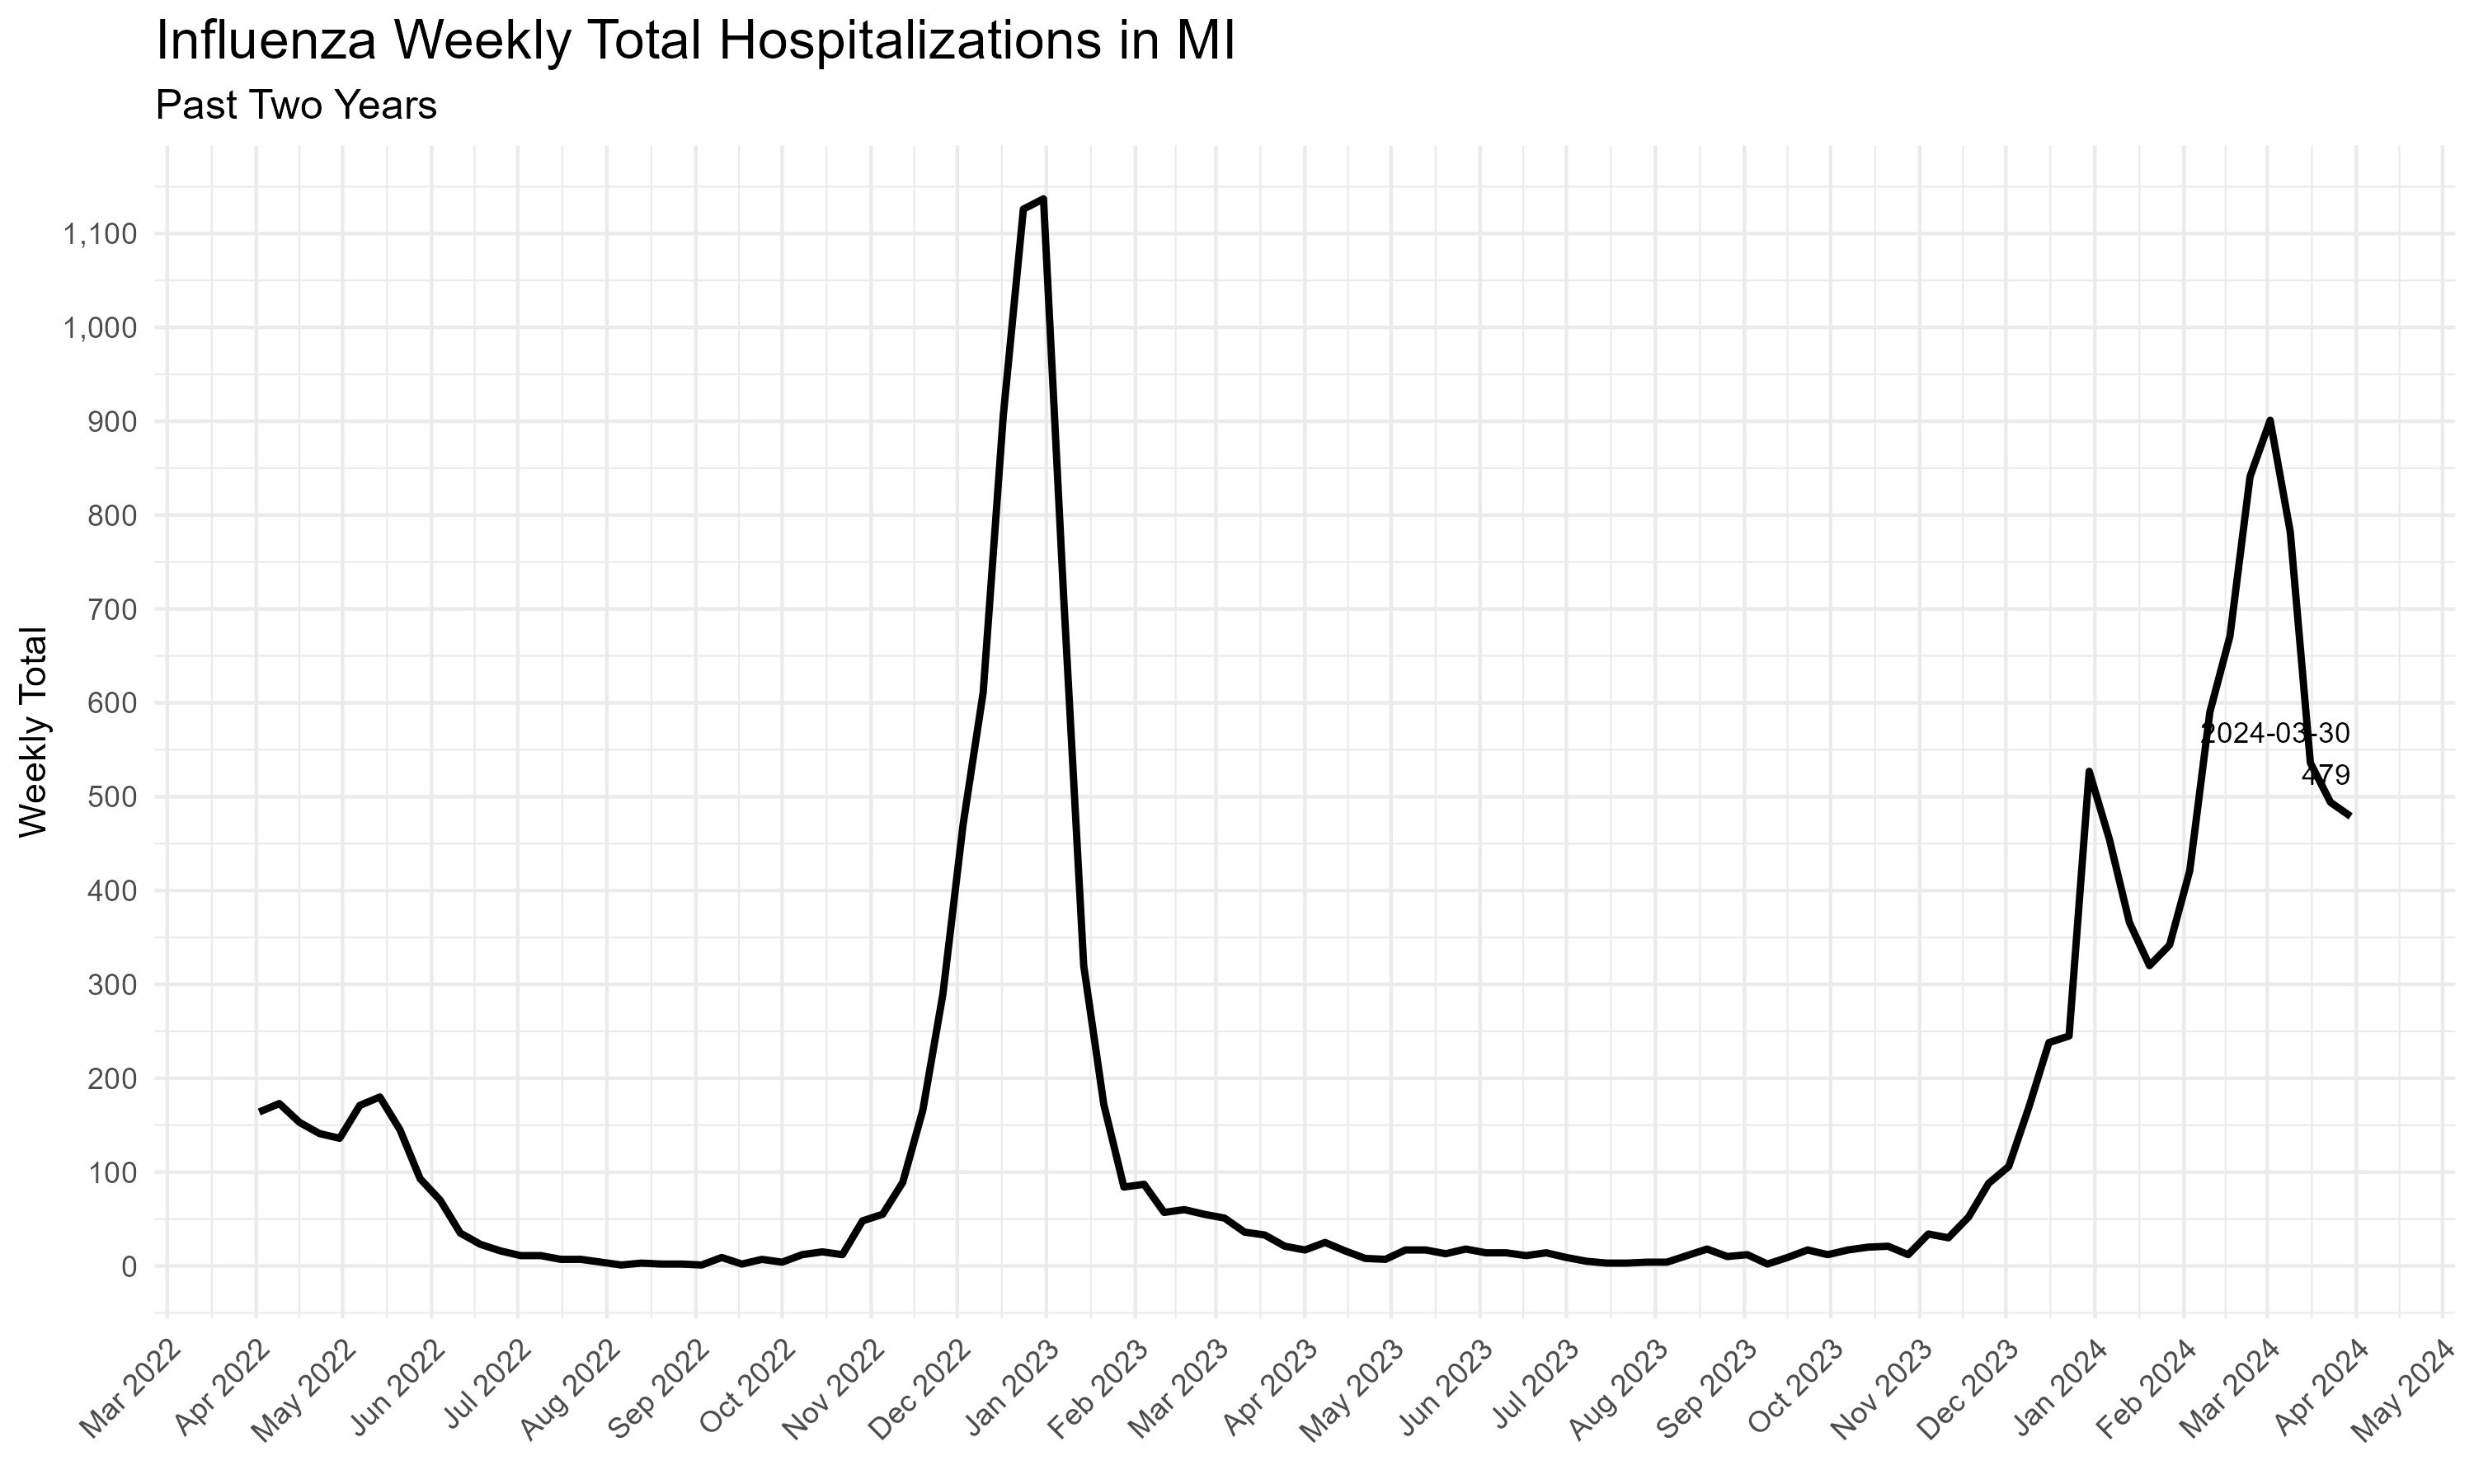 Influenza Weekly Total Hospitalizations in MI
Past Two Years
Weekly Total
1,100
1,000
900
800
700
600
500
400
300
200
100
0
2024-03-30
479
Mar 2022
Apr 2022
May 2022
Jun 2022
Jul 2022
Aug 2022
Sep 2022
Oct 2022
Nov 2022
Dec 2022
Jan 2023
Feb 2023
Mar 2023
Apr 2023
May 2023
Jun 2023
Jul 2023
Aug 2023
Sep 2023
Oct 2023
Nov 2023
Dec 2023
Jan 2024
Feb 2024
Mar 2024
Apr 2024
May 2024